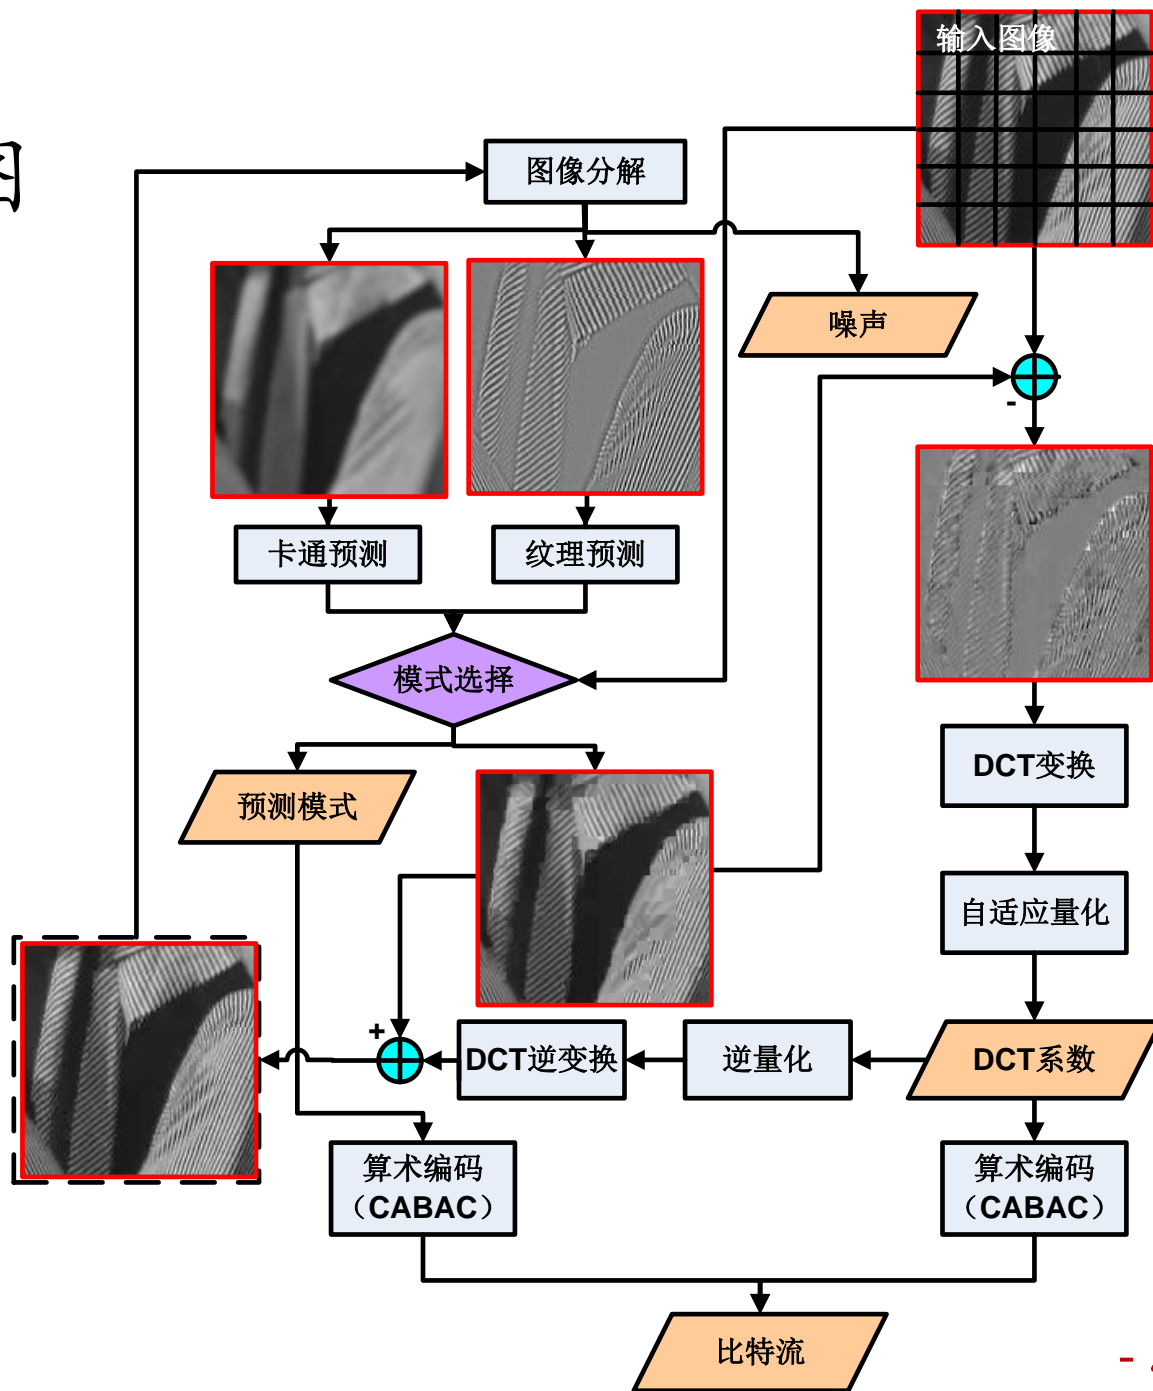 图
输入图像
图像分解
噪声
-
卡通预测
纹理预测
模式选择
DCT变换
预测模式
自适应量化
+
DCT逆变换
逆量化
DCT系数
算术编码
（CABAC）
算术编码
（CABAC）
比特流